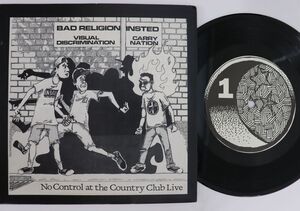 BAD RELIGION INSTED
VISUAL DISCRIMINATION CARRY NATION
No Control at the Country Club Live
1